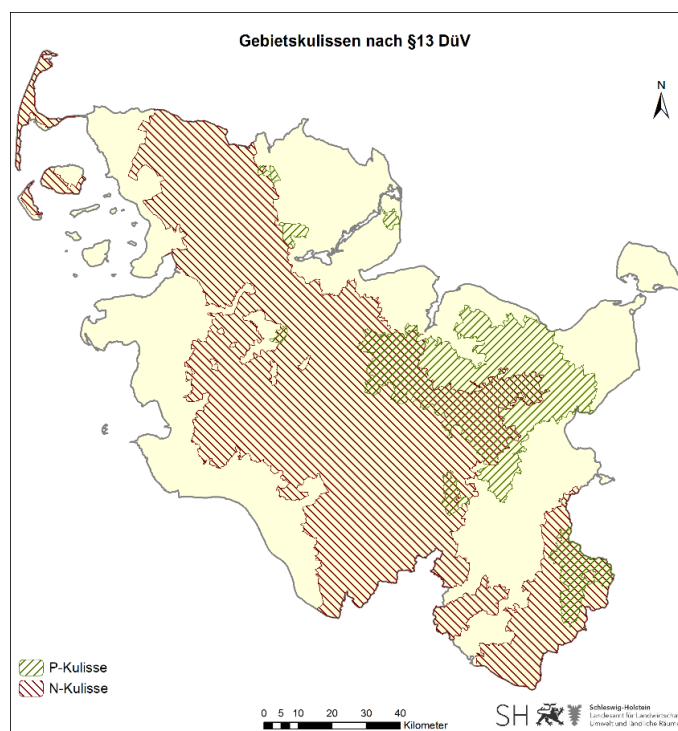 Gebietskulissen nach §13 DüV
N
P-Kulisse
N-Kulisse
0 5 10 20 30 40
Kilometer
SH
Schleswig-Holstein
Landesamt für Landwirtschaft
Umwelt und ländliche Räume